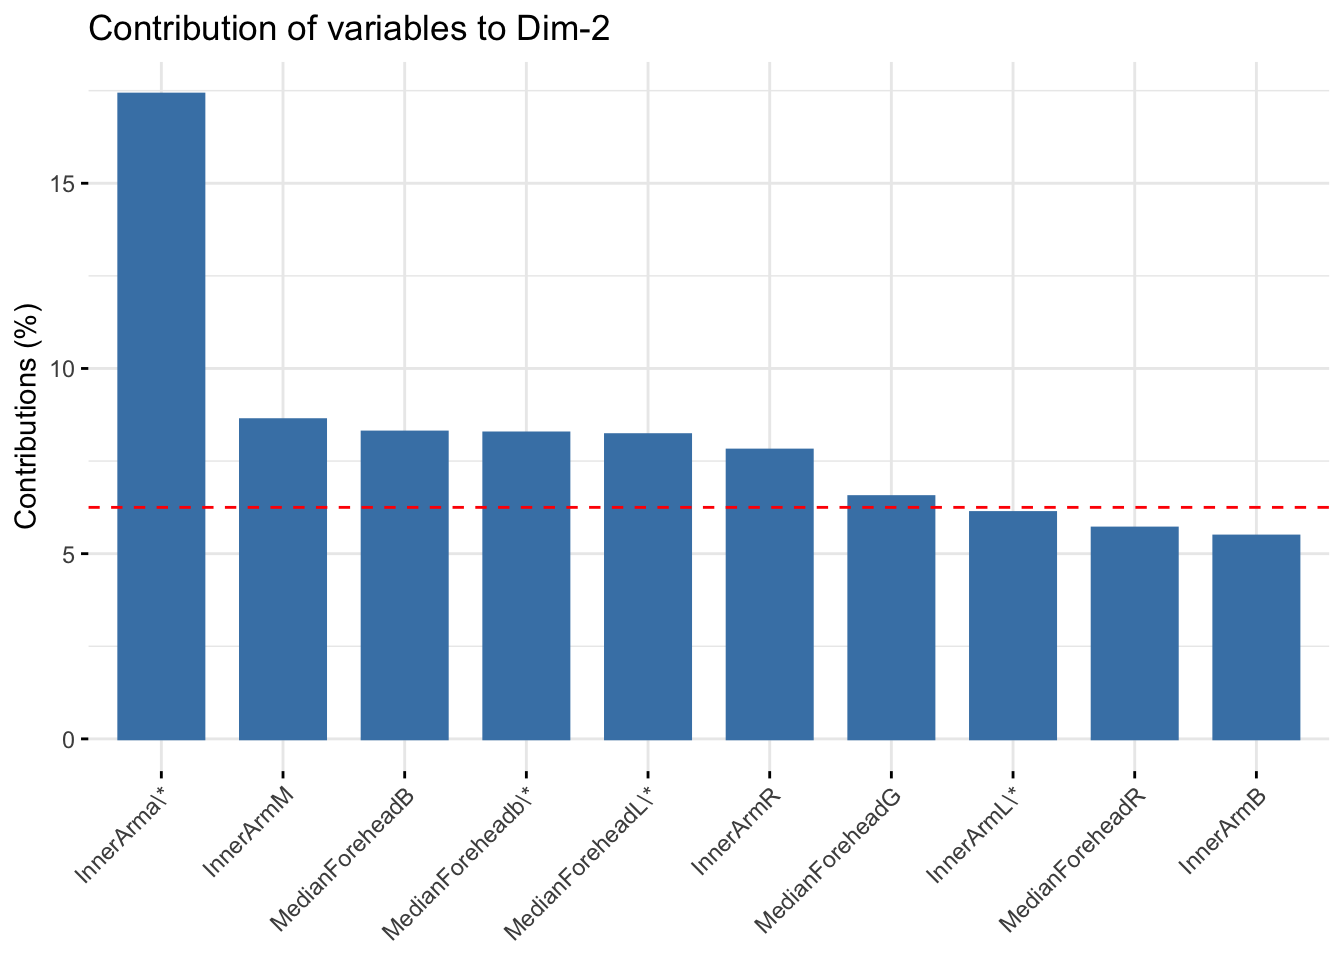 Contribution of variables to Dim-2
Contributions (%)
15
10
5
0
InnerArma\*
InnerArmM
MedianForeheadB
MedianForeheadb\*
MedianForeheadL\*
InnerArmR
MedianForeheadG
InnerArmL\*
MedianForeheadR
InnerArmB